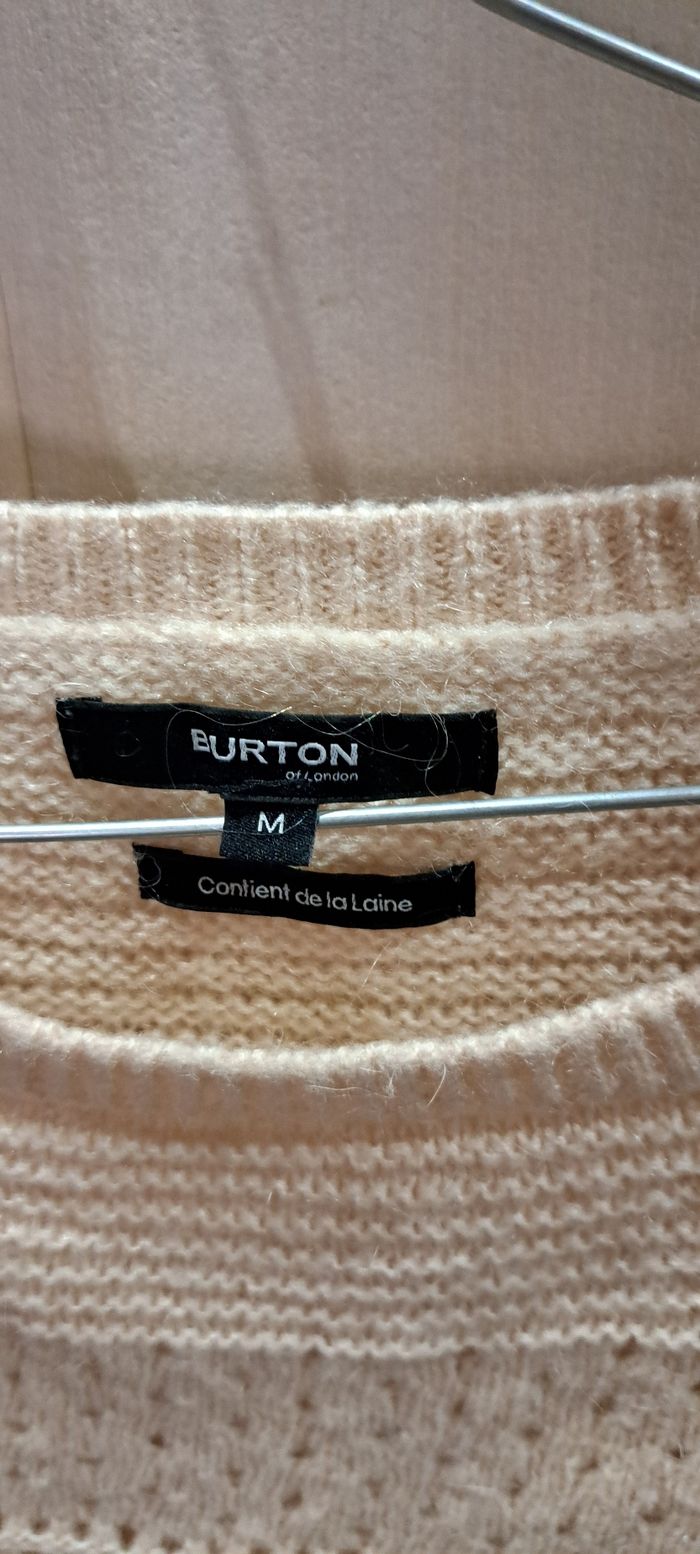 BURTON
of London
M
Contient de la Laine